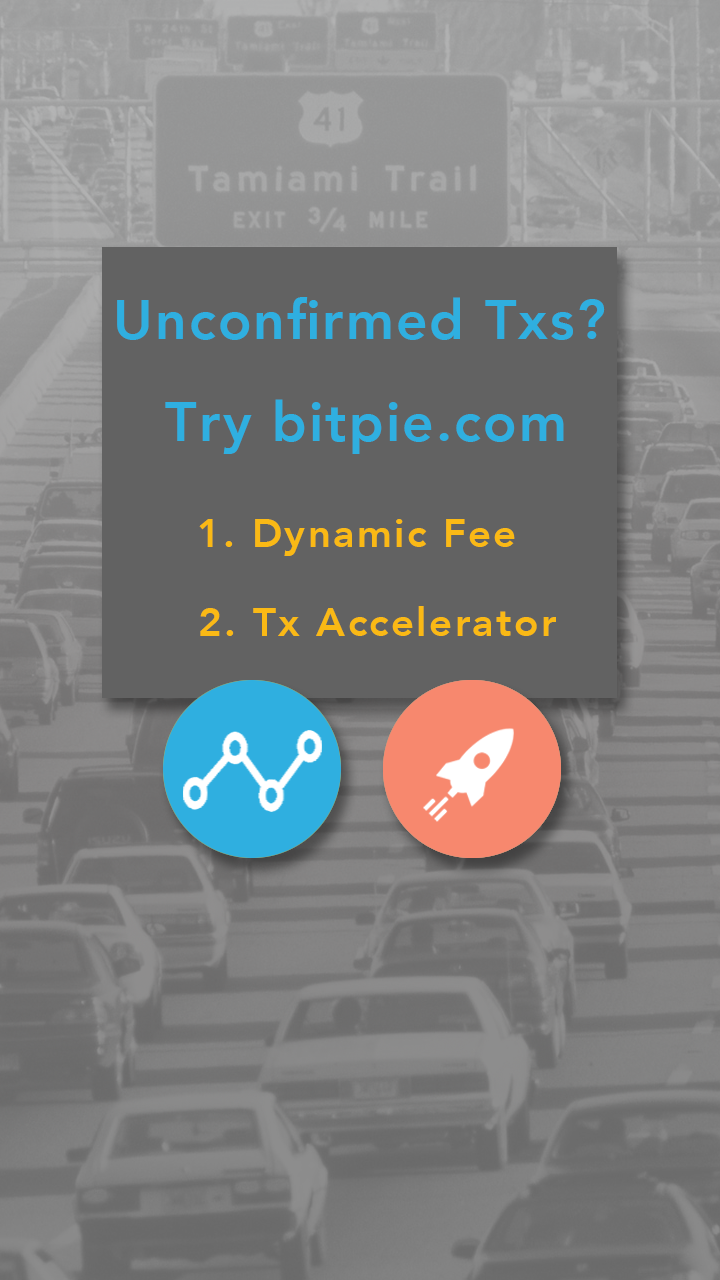 41
Tamiami Trail
EXIT 3/4 MILE
Unconfirmed Txs?
Try bitpie.com
1. Dynamic Fee
2. Tx Accelerator